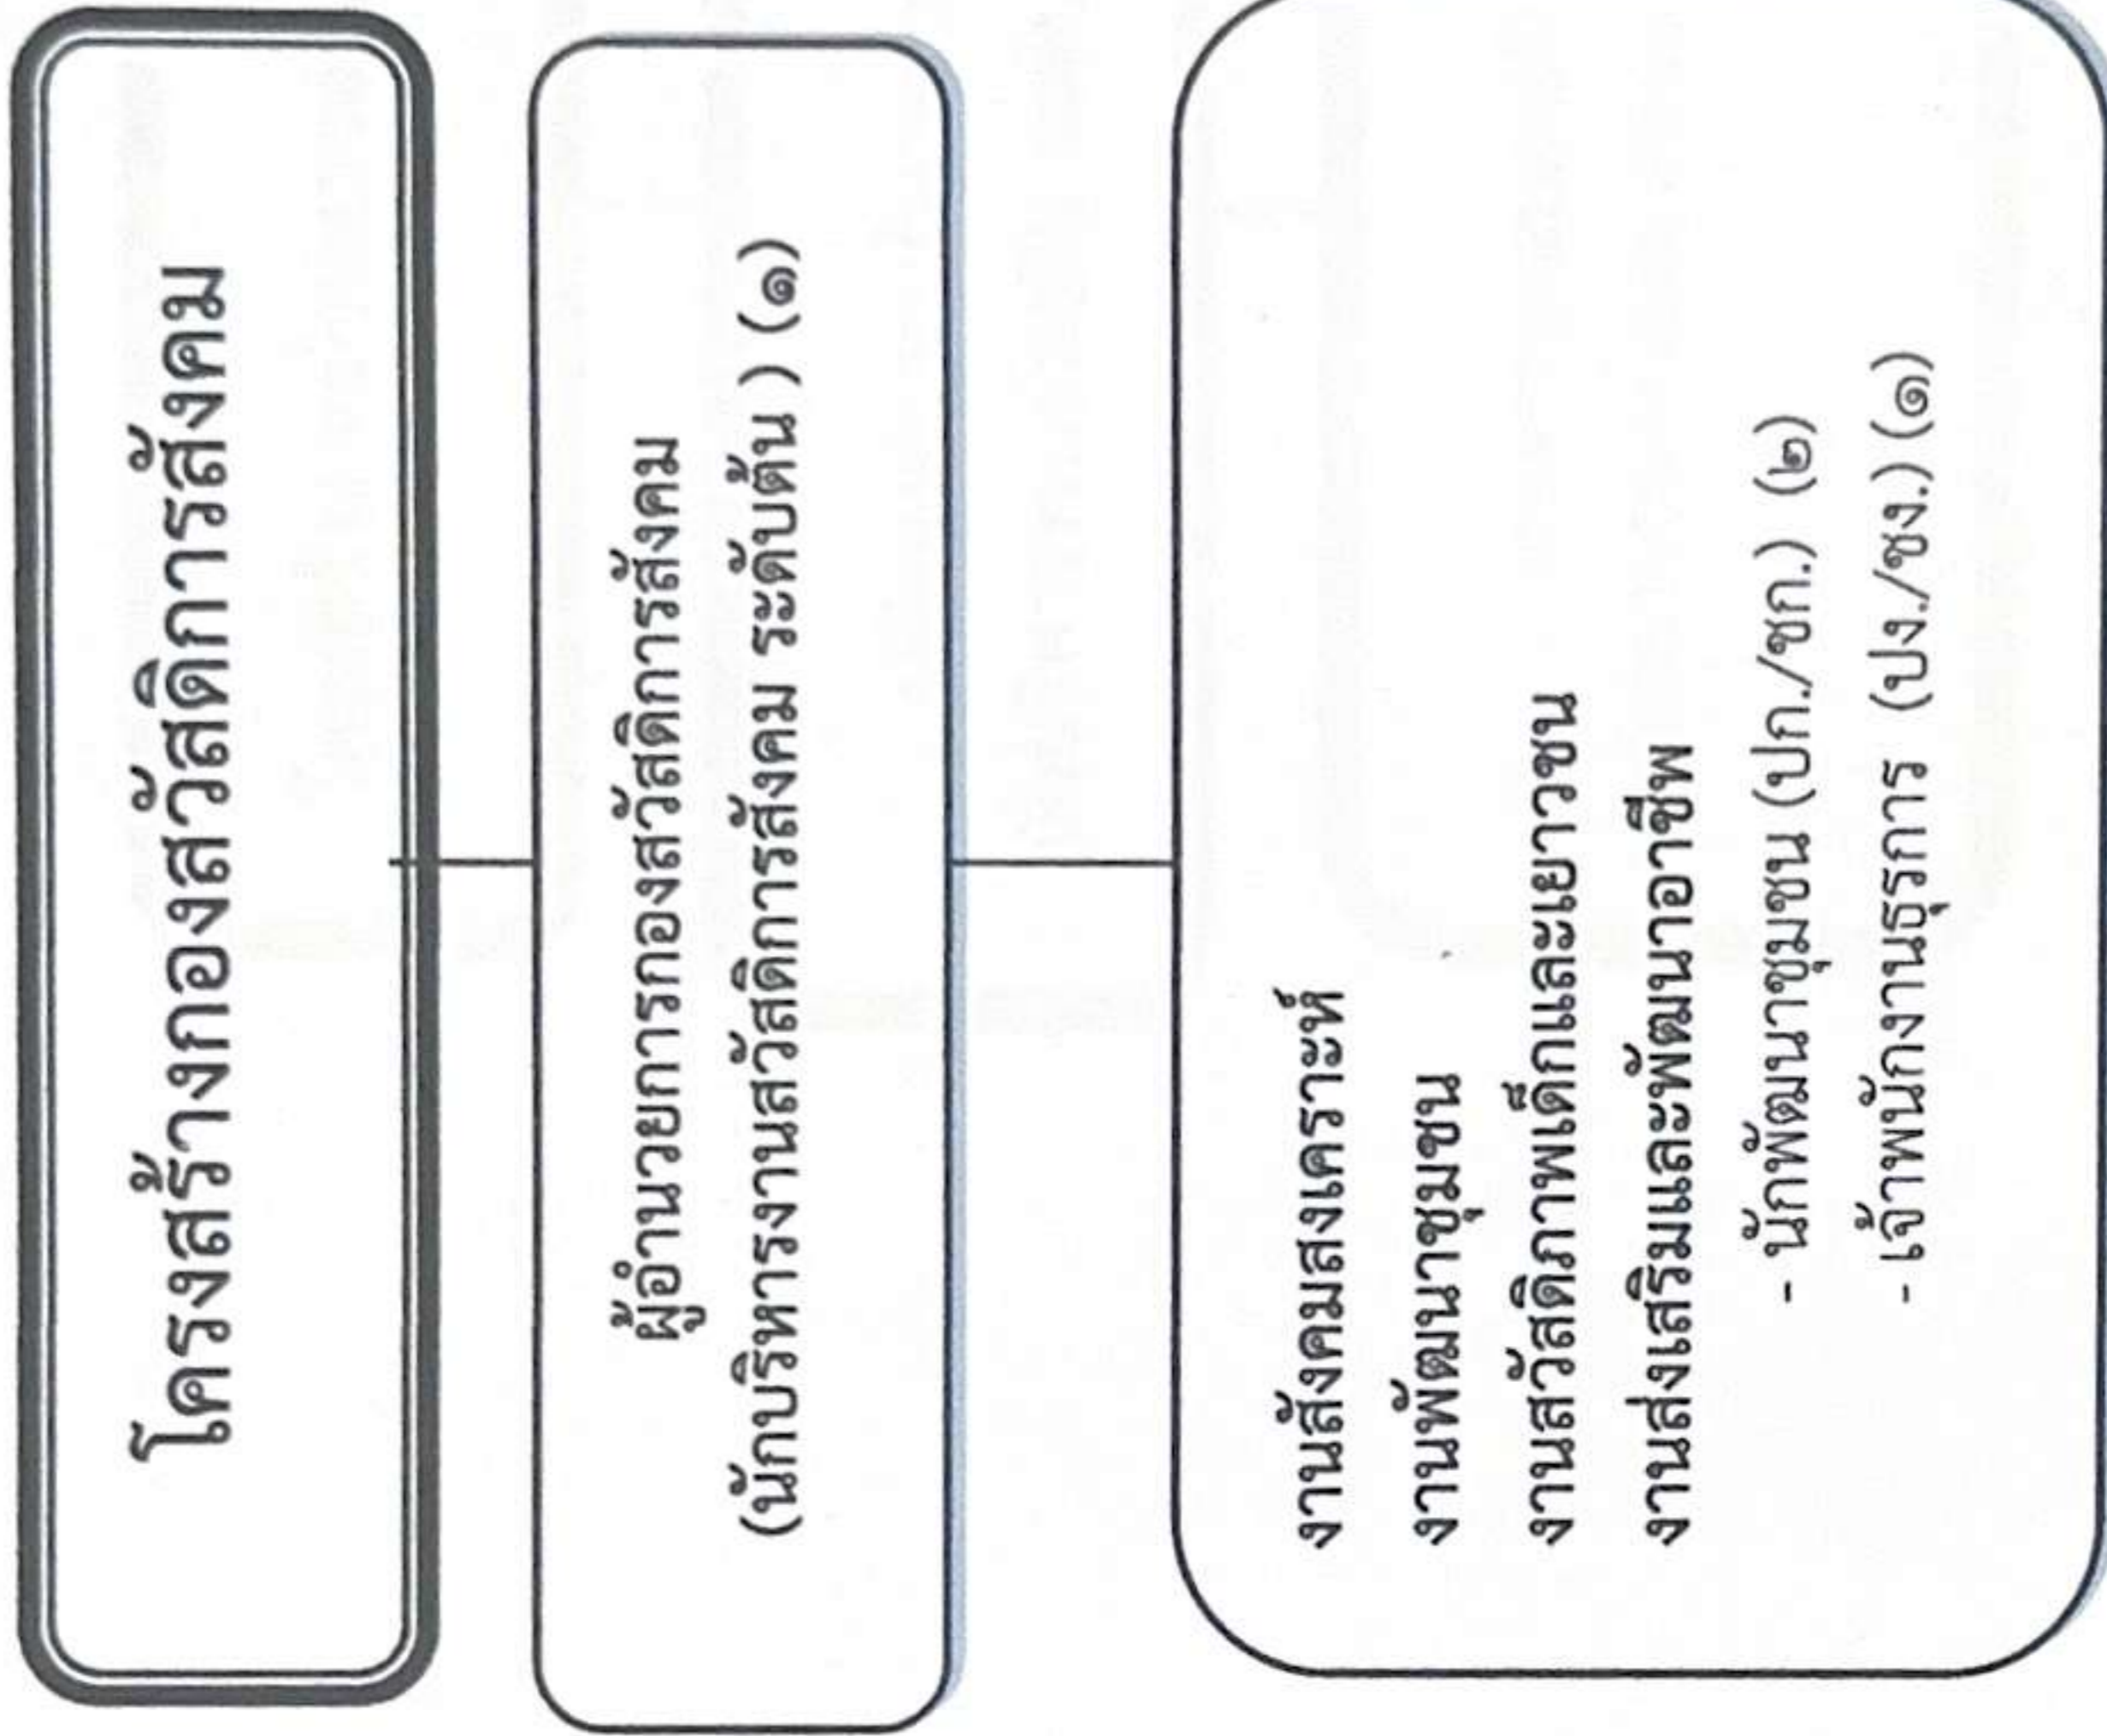 โครงสร้างกองสวัสดิการสังคม
ผู้อำนวยการกองสวัสดิการสังคม
(นักบริหารงานสวัสดิการสังคม ระดับต้น ) (๑)
งานสังคมสงเคราะห์
งานพัฒนาชุมชน
งานสวัสดิภาพเด็กและเยาวชน
งานส่งเสริมและพัฒนาอาชีพ
- นักพัฒนาชุมชน (ปก./ชก.) (๒)
- เจ้าพนักงานธุรการ (ปง./ชง.) (๑)